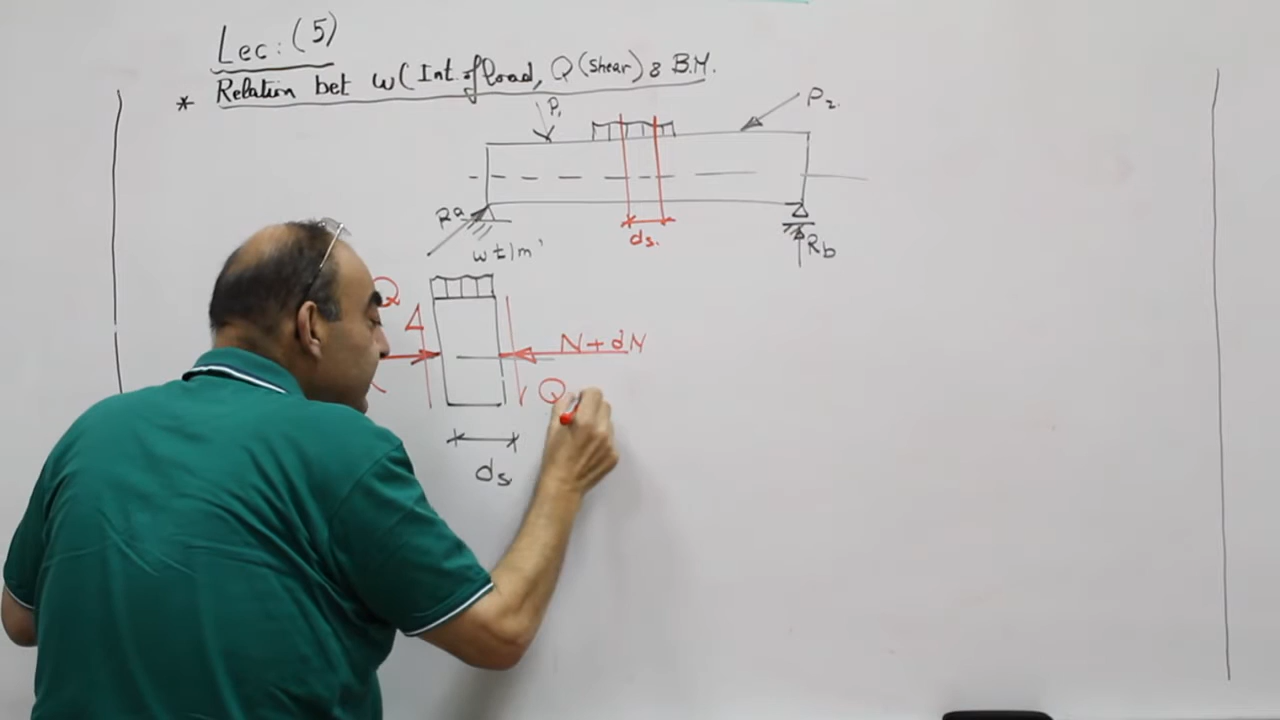 Lec: (5)
* Relation bet w (Int. of load, Q (shear) & B.M.
P₁
P₂.
Ra
ds.
Rb
w t/m'
Q
N + dN
Q
ds